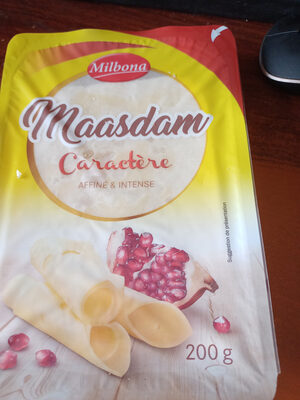 Milbona
Maasdam
Caractère
AFFINÉ & INTENSE
Suggestion de présentation
200 g